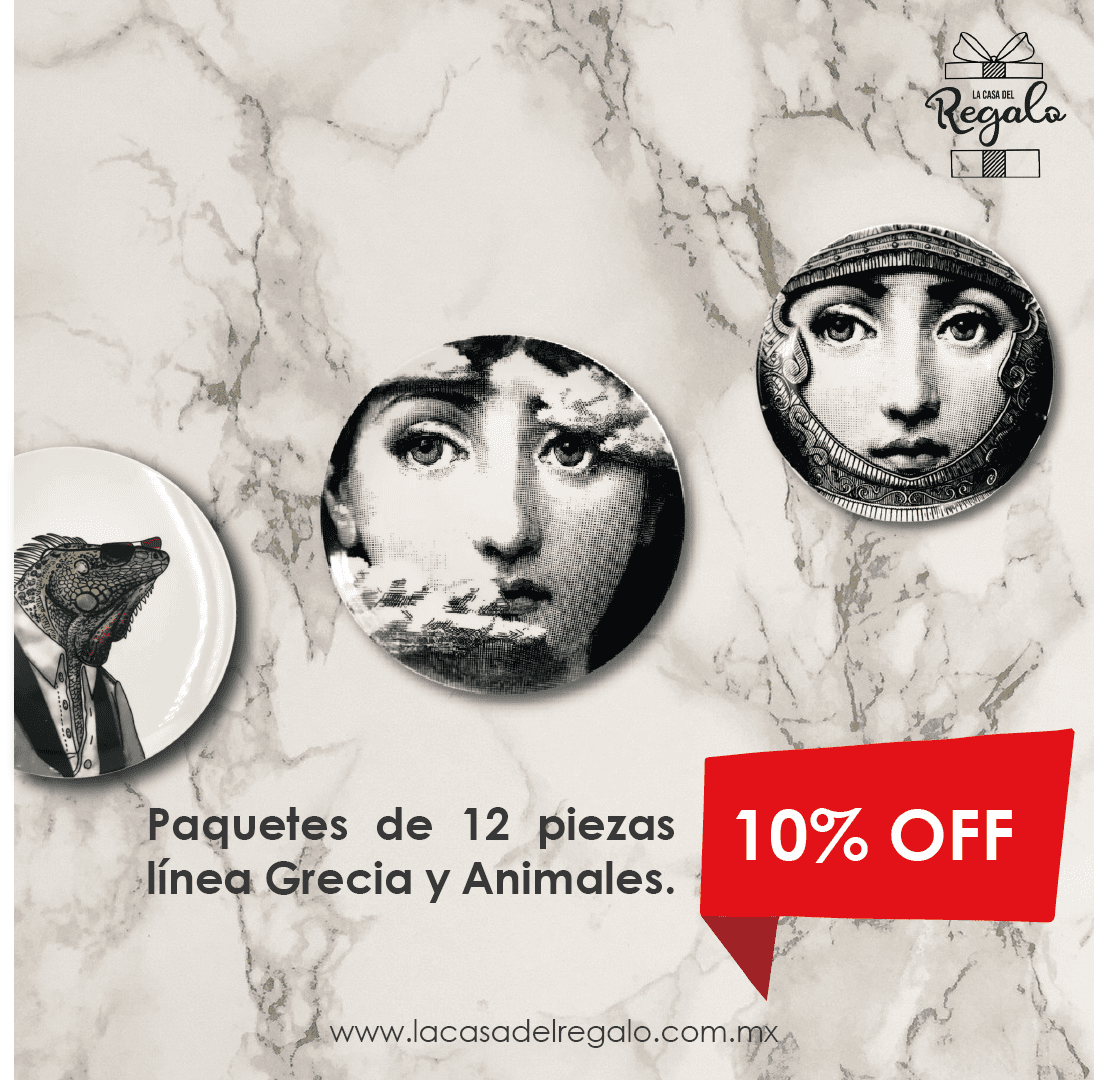 LA CASA DEL
Regalo
Paquetes de 12 piezas
línea Grecia y Animales.
10% OFF
www.lacasadelregalo.com.mx